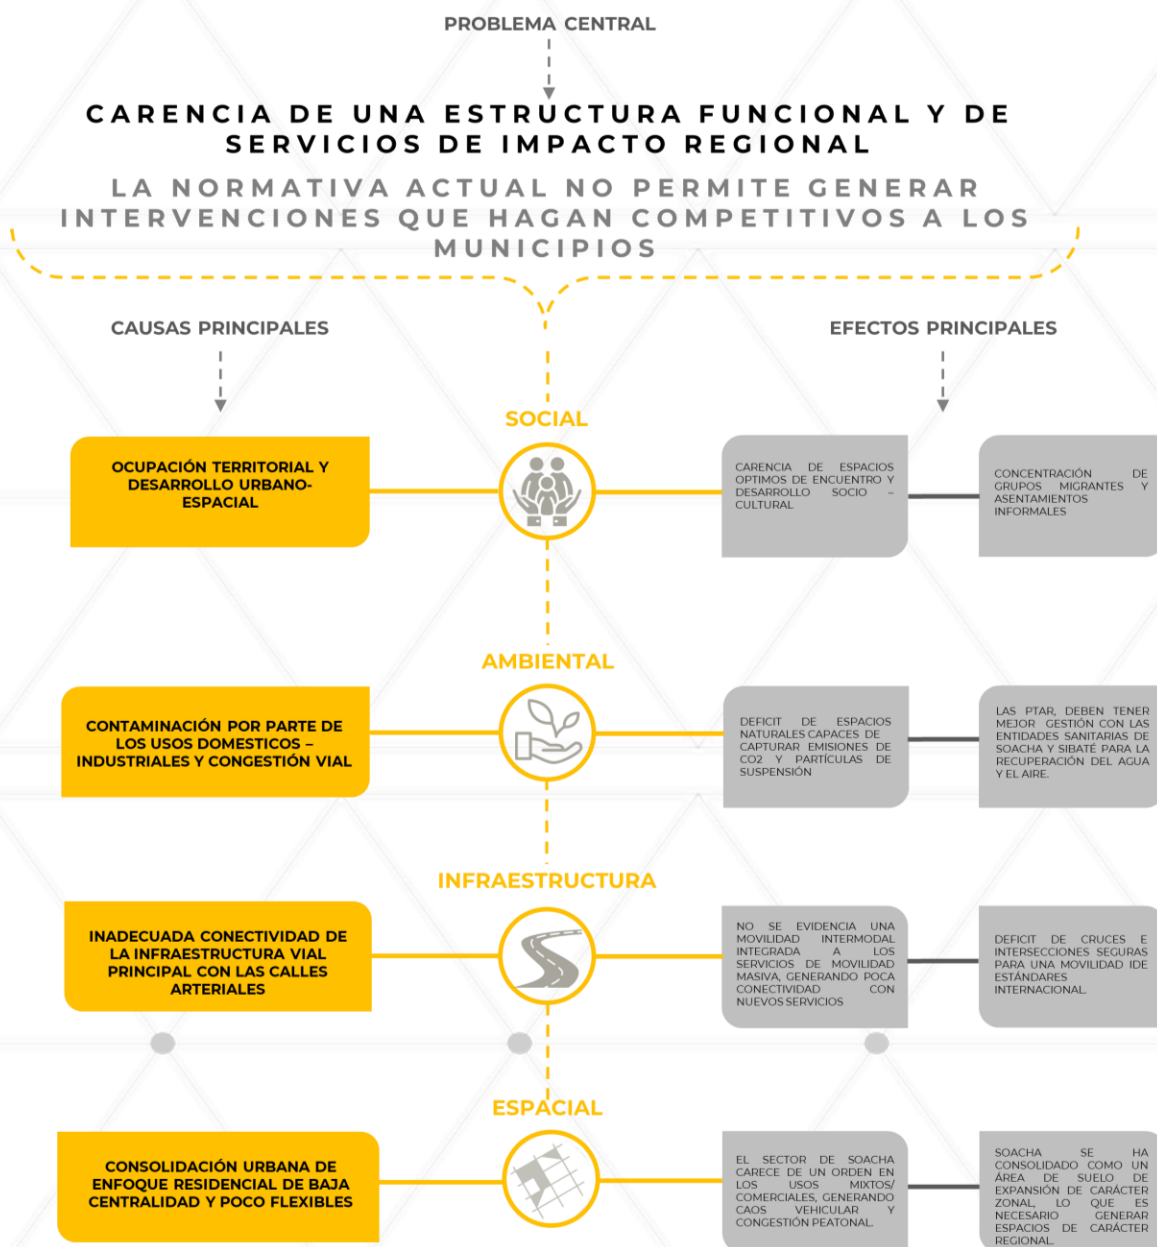 PROBLEMA CENTRAL
CARENCIA DE UNA ESTRUCTURA FUNCIONAL Y DE
SERVICIOS DE IMPACTO REGIONAL
LA NORMATIVA ACTUAL NO PERMITE GENERAR
INTERVENCIONES QUE HAGAN COMPETITIVOS A LOS
MUNICIPIOS
CAUSAS PRINCIPALES
EFECTOS PRINCIPALES
SOCIAL
OCUPACIÓN TERRITORIAL Y
DESARROLLO URBANO-
ESPACIAL
CARENCIA DE ESPACIOS
OPTIMOS DE ENCUENTRO Y
DESARROLLO SOCIO –
CULTURAL
CONCENTRACIÓN DE
GRUPOS MIGRANTES Y
ASENTAMIENTOS
INFORMALES
AMBIENTAL
CONTAMINACIÓN POR PARTE DE
LOS USOS DOMESTICOS –
INDUSTRIALES Y CONGESTIÓN VIAL
DEFICIT DE ESPACIOS
NATURALES CAPACES DE
CAPTURAR EMISIONES DE
CO2 Y PARTÍCULAS DE
SUSPENSIÓN
LAS PTAR, DEBEN TENER
MEJOR GESTIÓN CON LAS
ENTIDADES SANITARIAS DE
SOACHA Y SIBATÉ PARA LA
RECUPERACIÓN DEL AGUA
Y EL AIRE.
INFRAESTRUCTURA
INADECUADA CONECTIVIDAD DE
LA INFRAESTRUCTURA VIAL
PRINCIPAL CON LAS CALLES
ARTERIALES
NO SE EVIDENCIA UNA
MOVILIDAD INTERMODAL
INTEGRADA A LOS
SERVICIOS DE MOVILIDAD
MASIVA, GENERANDO POCA
CONECTIVIDAD CON
NUEVOS SERVICIOS
DEFICIT DE CRUCES E
INTERSECCIONES SEGURAS
PARA UNA MOVILIDAD IDE
ESTÁNDARES
INTERNACIONAL.
ESPACIAL
CONSOLIDACIÓN URBANA DE
ENFOQUE RESIDENCIAL DE BAJA
CENTRALIDAD Y POCO FLEXIBLES
EL SECTOR DE SOACHA
CARECE DE UN ORDEN EN
LOS USOS MIXTOS/
COMERCIALES, GENERANDO
CAOS VEHICULAR Y
CONGESTIÓN PEATONAL.
SOACHA SE HA
CONSOLIDADO COMO UN
ÁREA DE SUELO DE
EXPANSIÓN DE CARÁCTER
ZONAL, LO QUE ES
NECESARIO GENERAR
ESPACIOS DE CARÁCTER
REGIONAL.